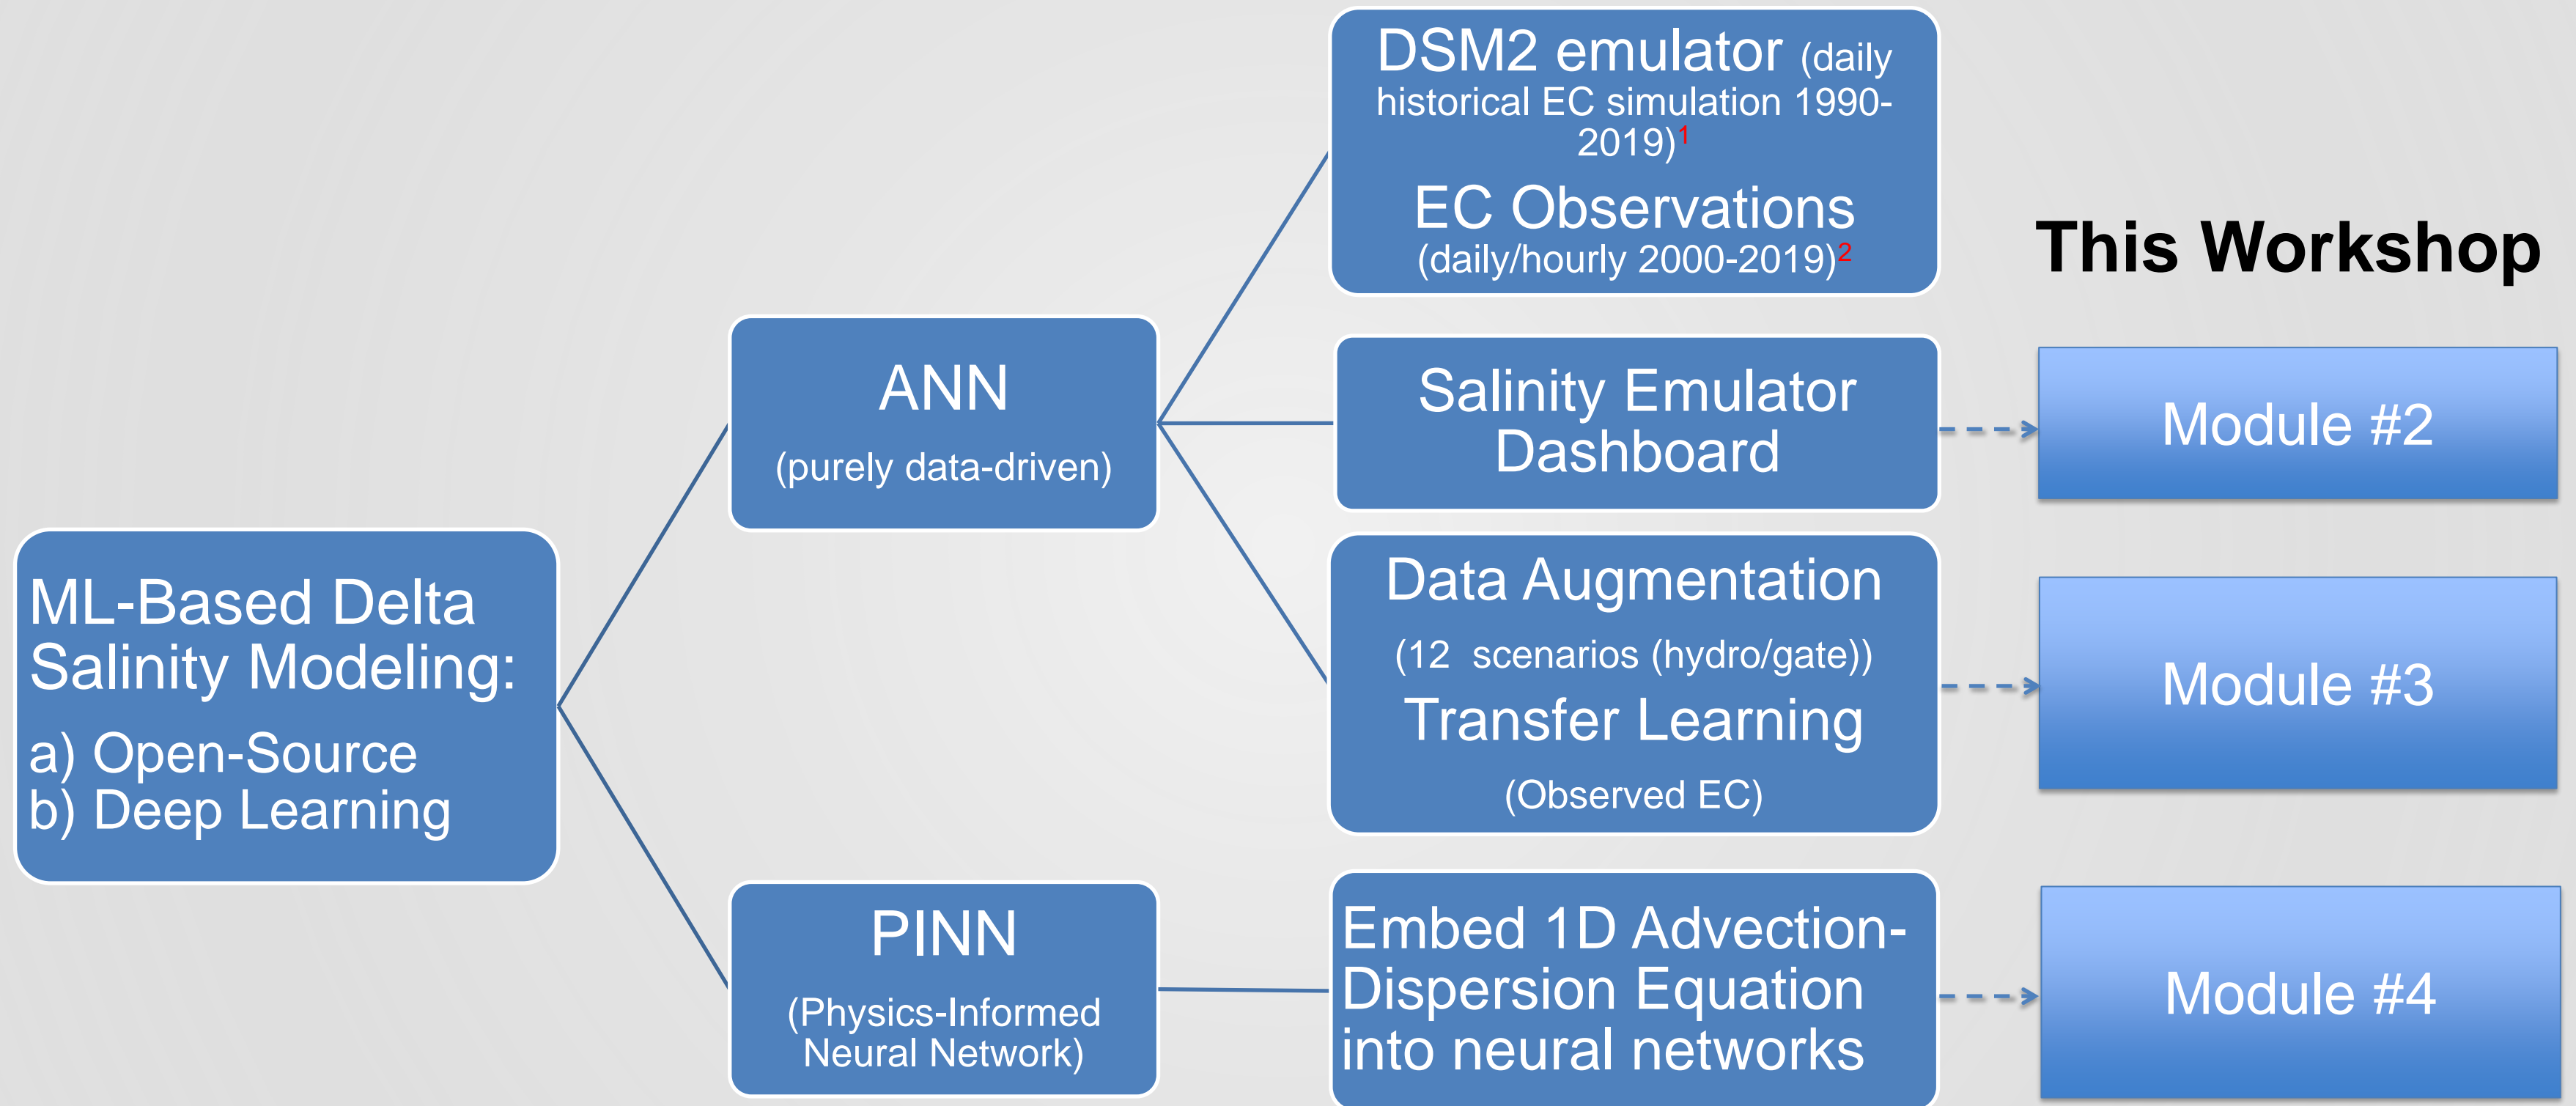 ML-Based Delta
Salinity Modeling:
a) Open-Source
b) Deep Learning
ANN
(purely data-driven)
PINN
(Physics-Informed
Neural Network)
DSM2 emulator (daily
historical EC simulation 1990-
2019)1
EC Observations
(daily/hourly 2000-2019)2
Salinity Emulator
Dashboard
Data Augmentation
(12 scenarios (hydro/gate))
Transfer Learning
(Observed EC)
Embed 1D Advection-
Dispersion Equation
into neural networks
This Workshop
Module #2
Module #3
Module #4